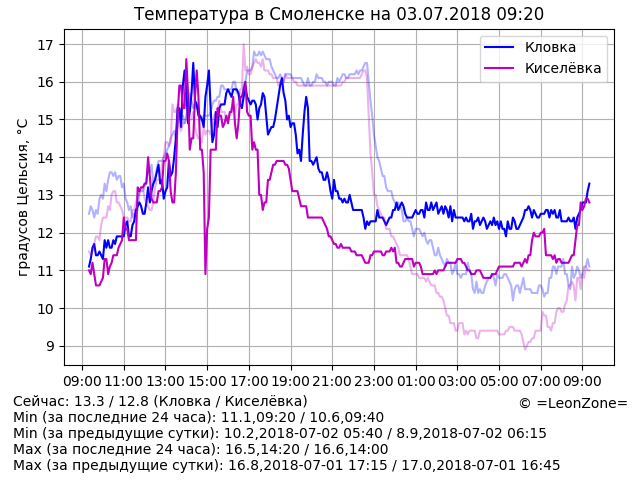 Температура в Смоленске на 03.07.2018 09:20
градусов Цельсия, °C
17
16
15
14
13
12
11
10
9
Кловка
Киселёвка
09:00 11:00 13:00 15:00 17:00 19:00 21:00 23:00 01:00 03:00 05:00 07:00 09:00
Сейчас: 13.3 / 12.8 (Кловка / Киселёвка)
© =LeonZone=
Min (за последние 24 часа): 11.1,09:20 / 10.6,09:40
Min (за предыдущие сутки): 10.2,2018-07-02 05:40 / 8.9,2018-07-02 06:15
Max (за последние 24 часа): 16.5,14:20 / 16.6,14:00
Max (за предыдущие сутки): 16.8,2018-07-01 17:15 / 17.0,2018-07-01 16:45